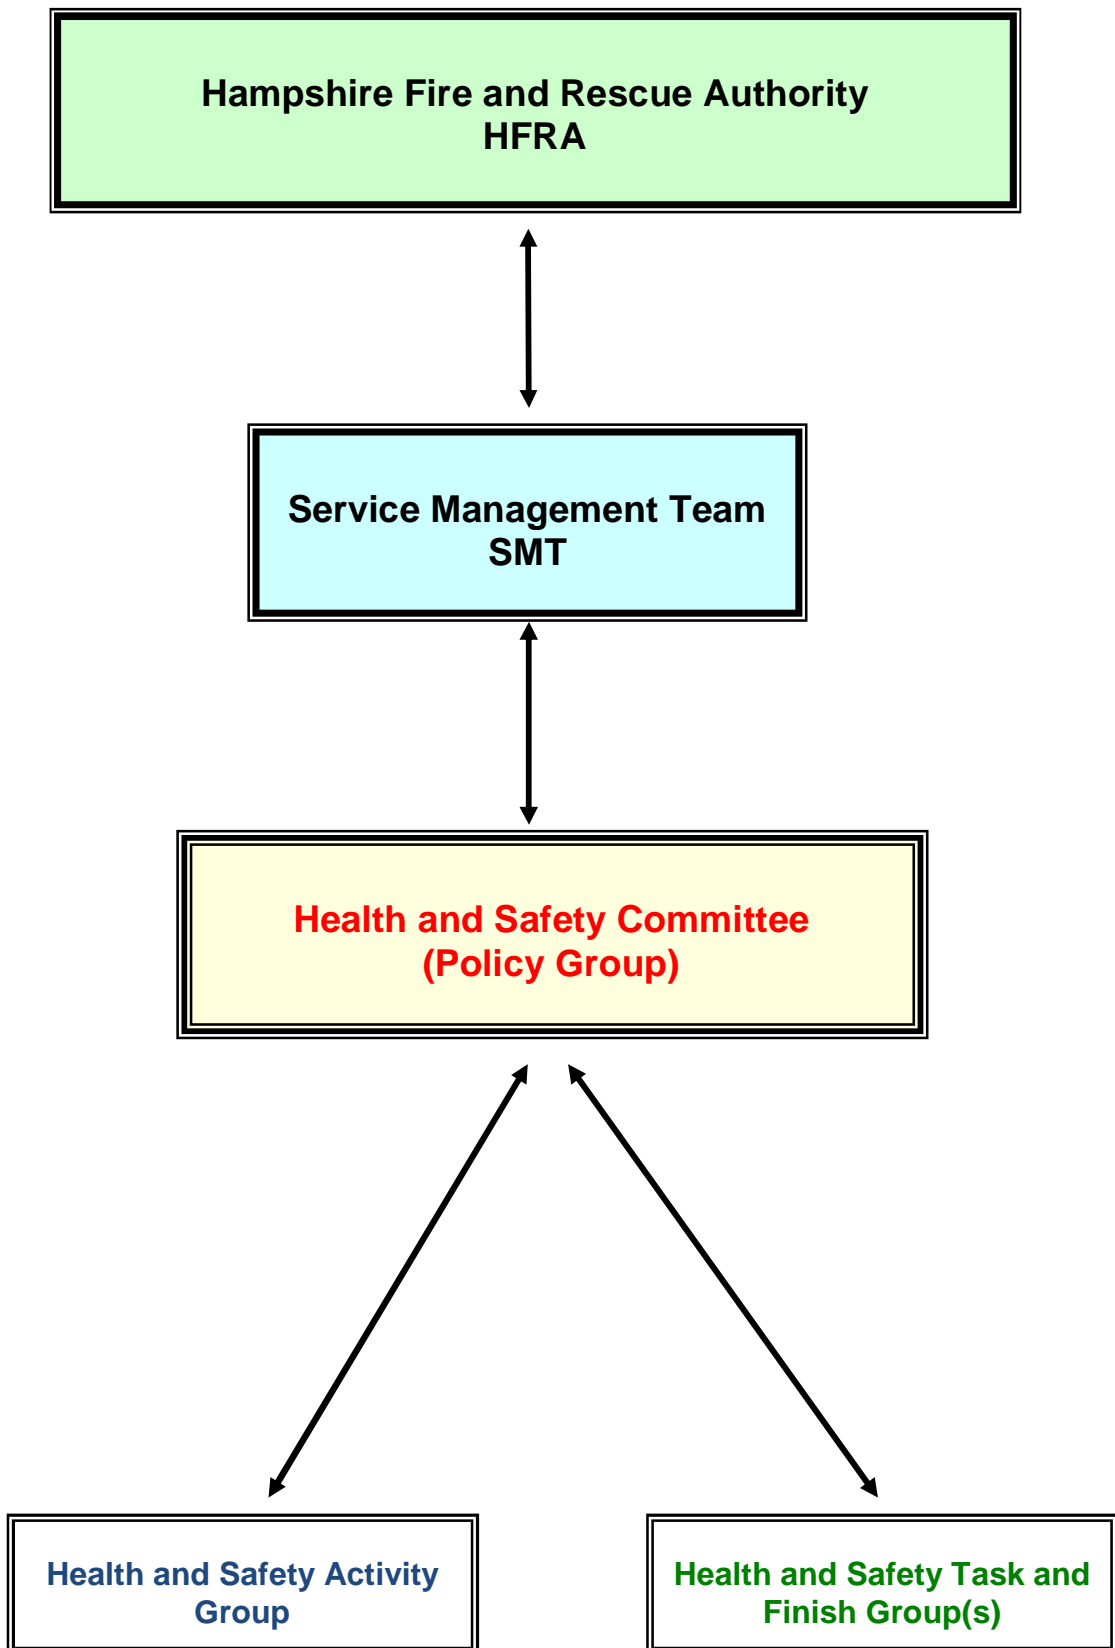 Hampshire Fire and Rescue Authority
HFRA
Service Management Team
SMT
Health and Safety Committee
(Policy Group)
Health and Safety Activity
Group
Health and Safety Task and
Finish Group(s)